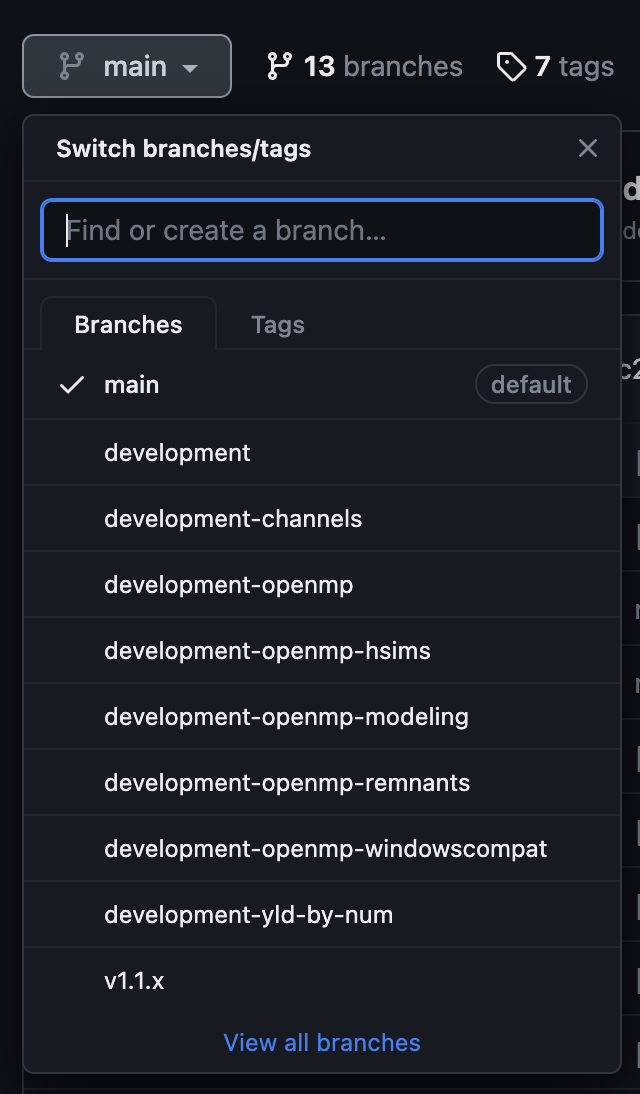 main 13 branches 7 tags
Switch branches/tags
Find or create a branch...
Branches Tags
main default
development
development-channels
development-openmp
development-openmp-hsims
development-openmp-modeling
development-openmp-remnants
development-openmp-windowscompat
development-yld-by-num
v1.1.x
View all branches